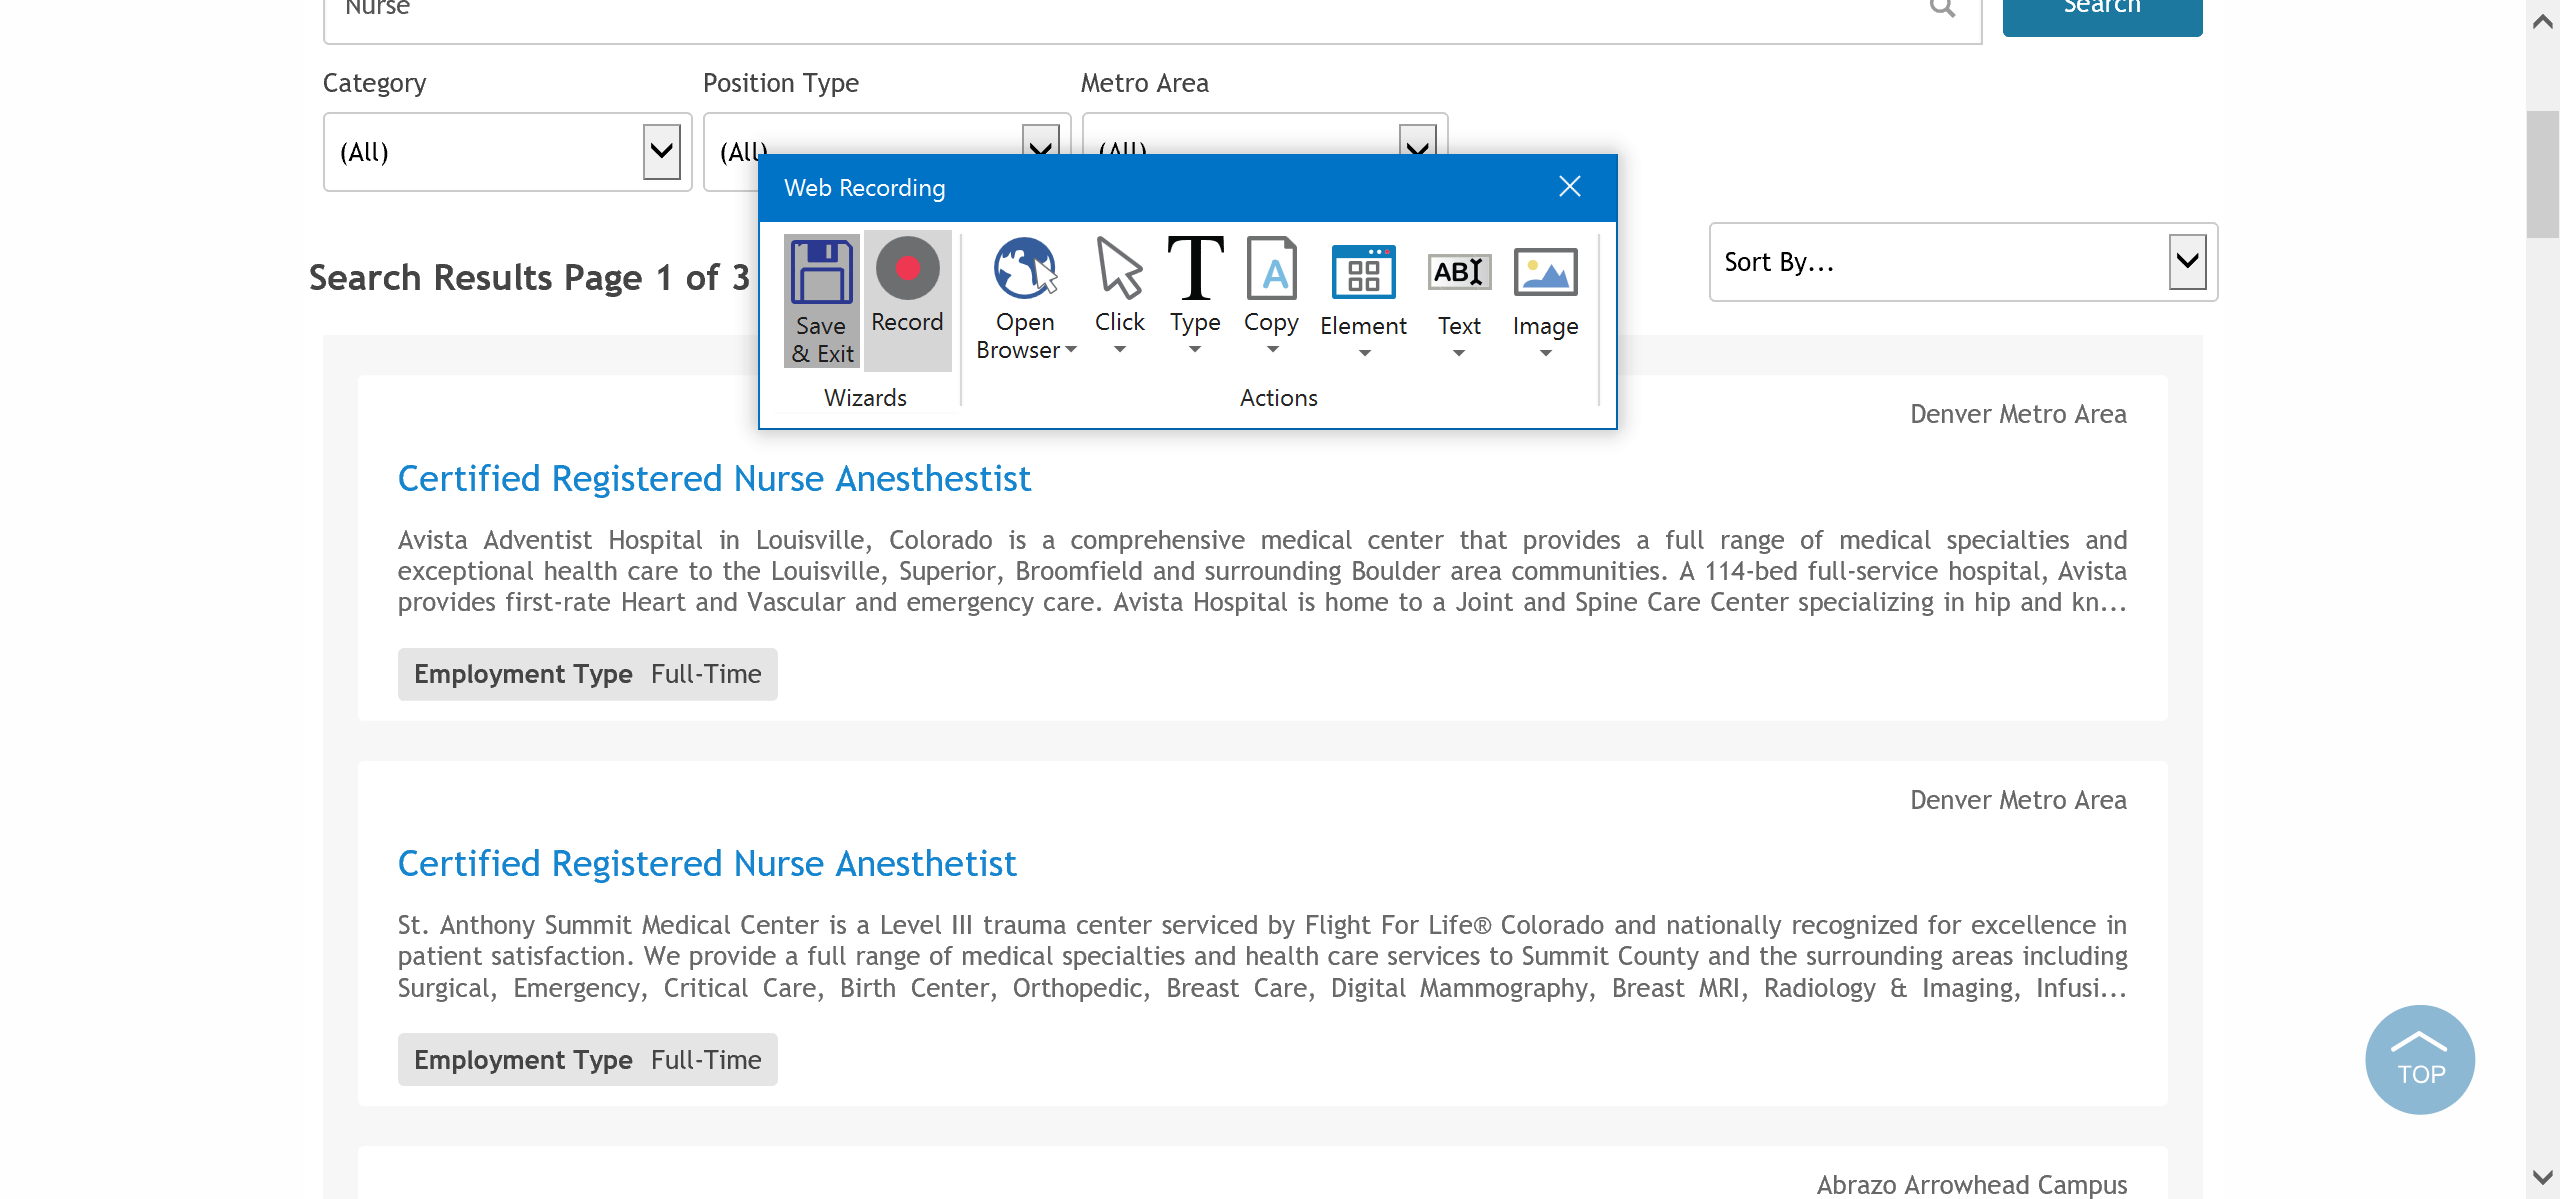 Nurse
Search
Category
Position Type
Metro Area
(All)
(All)
(All)
Web Recording
Save
& Exit
Record
Open
Browser
Click
T
Type
A
Copy
Element
AB
Text
Image
Wizards
Actions
Search Results Page 1 of 3
Sort By...
Denver Metro Area
Certified Registered Nurse Anesthestist
Avista Adventist Hospital in Louisville, Colorado is a comprehensive medical center that provides a full range of medical specialties and
exceptional health care to the Louisville, Superior, Broomfield and surrounding Boulder area communities. A 114-bed full-service hospital, Avista
provides first-rate Heart and Vascular and emergency care. Avista Hospital is home to a Joint and Spine Care Center specializing in hip and kn...
Employment Type Full-Time
Denver Metro Area
Certified Registered Nurse Anesthetist
St. Anthony Summit Medical Center is a Level III trauma center serviced by Flight For Life® Colorado and nationally recognized for excellence in
patient satisfaction. We provide a full range of medical specialties and health care services to Summit County and the surrounding areas including
Surgical, Emergency, Critical Care, Birth Center, Orthopedic, Breast Care, Digital Mammography, Breast MRI, Radiology & Imaging, Infusi...
Employment Type Full-Time
TOP
Abrazo Arrowhead Campus